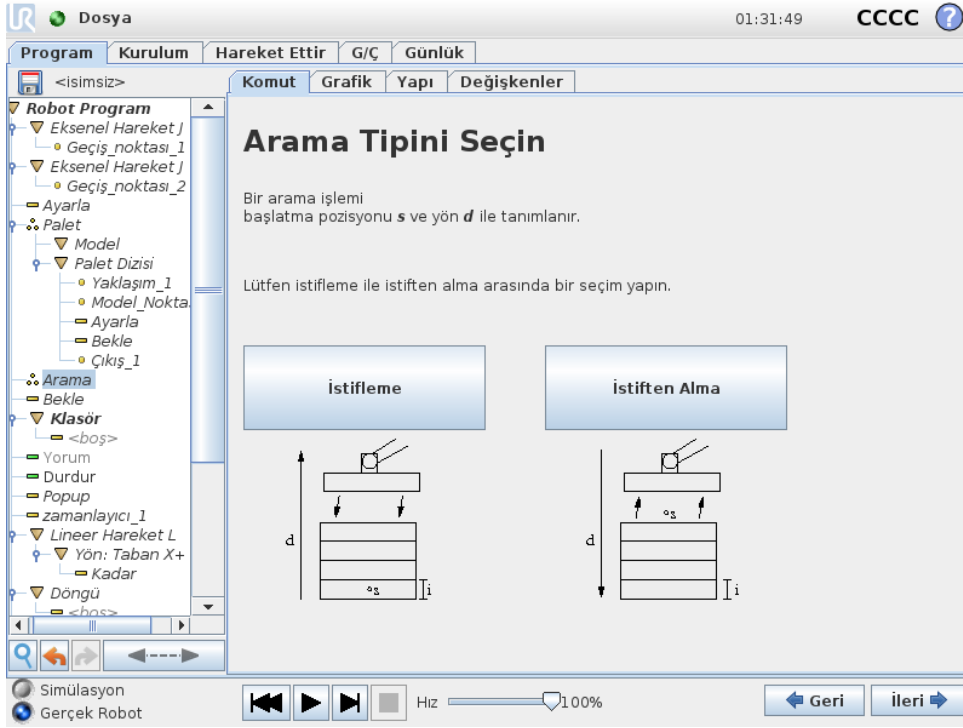 UR Dosya 01:31:49 CCCC ?
Program Kurulum Hareket Ettir G/Ç Günlük
<isimsiz>
Komut Grafik Yapı Değişkenler
Robot Program
Eksenel Hareket J
Geçiş_noktası_1
Eksenel Hareket J
Geçiş_noktası_2
Ayarla
Palet
Model
Palet Dizisi
Yaklaşım_1
Model_Nokta
Ayarla
Bekle
Çıkış_1
Arama
Bekle
Klasör
<boş>
Yorum
Durdur
Popup
zamanlayıcı_1
Lineer Hareket L
Yön: Taban X+
Kadar
Döngü
<boş>
Arama Tipini Seçin
Bir arama işlemi
başlatma pozisyonu s ve yön d ile tanımlanır.
Lütfen istifleme ile istiften alma arasında bir seçim yapın.
İstifleme İstiften Alma
d s i
d s i
Simülasyon
Gerçek Robot
Hız 100%
Geri İleri